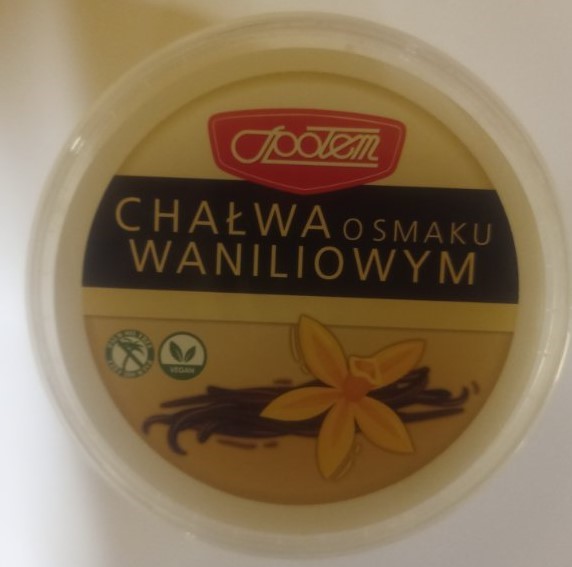 Społem
CHAŁWA O SMAKU
WANILIOWYM
VEGAN